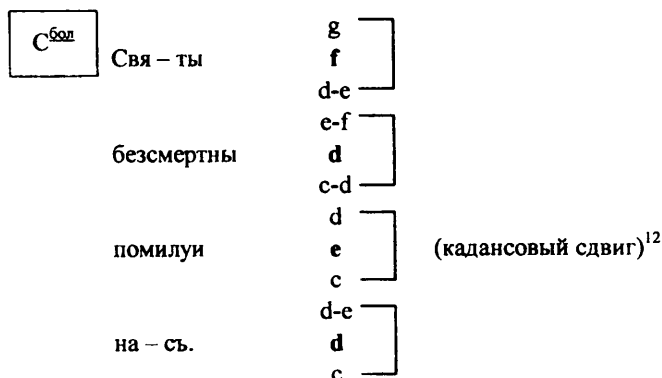 С бол
g
Свя – ты f
d-e
e-f
безсмертны d
c-d
d
помилуи e (кадансовый сдвиг)12
c
d-e
на – съ. d
c